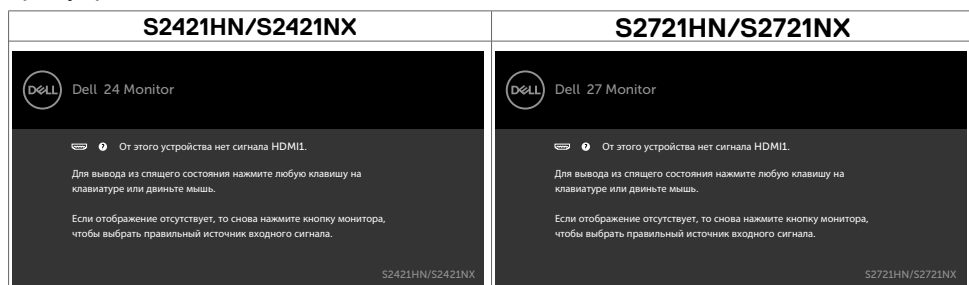 S2421HN/S2421NX
S2721HN/S2721NX
DELL
Dell 24 Monitor
От этого устройства нет сигнала HDMI1.
Для вывода из спящего состояния нажмите любую клавишу на
клавиатуре или двиньте мышь.
Если отображение отсутствует, то снова нажмите кнопку монитора,
чтобы выбрать правильный источник входного сигнала.
S2421HN/S2421NX
DELL
Dell 27 Monitor
От этого устройства нет сигнала HDMI1.
Для вывода из спящего состояния нажмите любую клавишу на
клавиатуре или двиньте мышь.
Если отображение отсутствует, то снова нажмите кнопку монитора,
чтобы выбрать правильный источник входного сигнала.
S2721HN/S2721NX